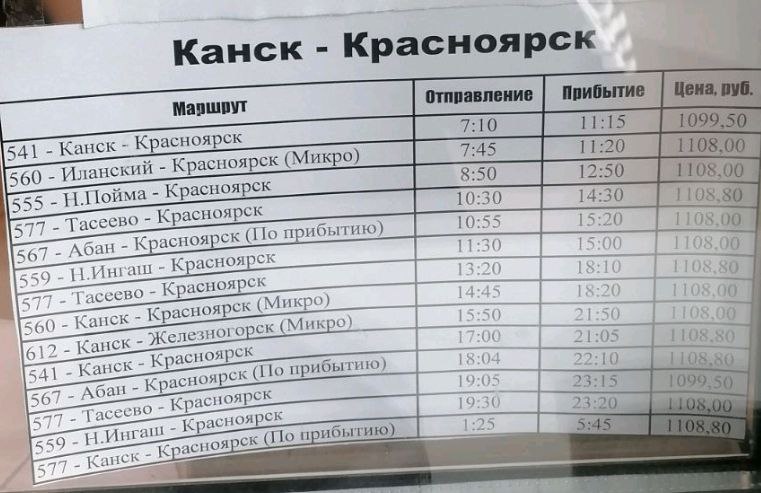 Канск - Красноярск
Маршрут Отправление Прибытие Цена, руб.
541 - Канск - Красноярск 7:10 11:15 1099,50
560 - Иланский - Красноярск (Микро) 7:45 11:20 1108,00
555 - Н.Пойма - Красноярск 8:50 12:50 1108,00
577 - Тасеево - Красноярск 10:30 14:30 1108,80
567 - Абан - Красноярск (По прибытию) 10:55 15:20 1108,00
559 - Н.Ингаш - Красноярск 11:30 15:00 1108,00
577 - Тасеево - Красноярск 13:20 18:10 1108,80
560 - Канск - Красноярск (Микро) 14:45 18:20 1108,00
612 - Канск - Железногорск (Микро) 15:50 21:50 1108,00
541 - Канск - Красноярск 17:00 21:05 1108,80
567 - Абан - Красноярск (По прибытию) 18:04 22:10 1108,80
577 - Тасеево - Красноярск 19:05 23:15 1099,50
559 - Н.Ингаш - Красноярск 19:30 23:20 1108,00
577 - Канск - Красноярск (По прибытию) 1:25 5:45 1108,80